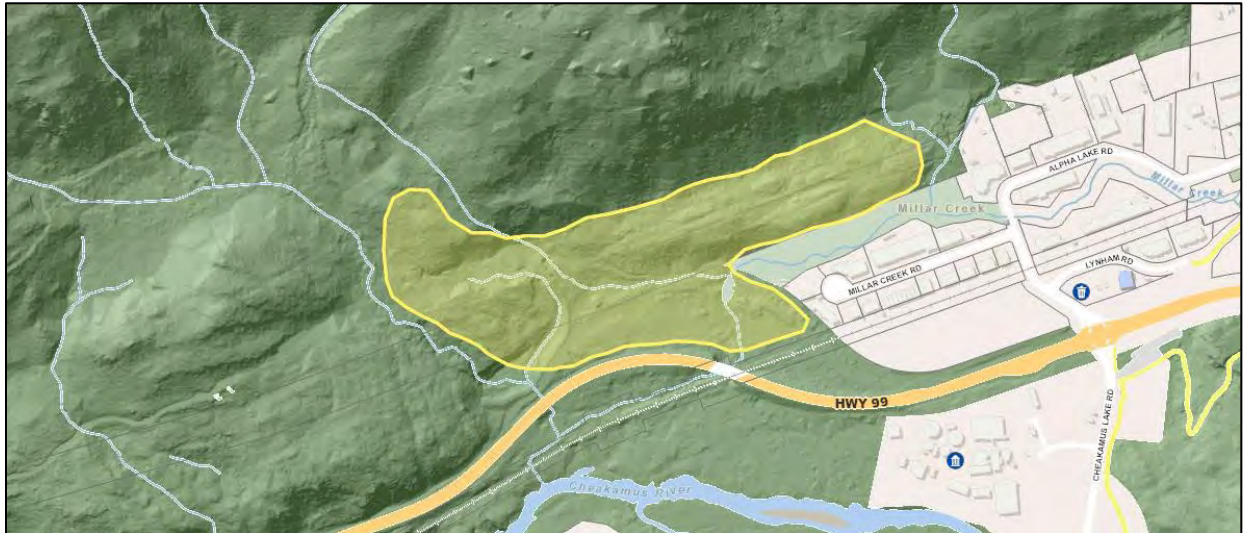 ALPHA LAKE RD
Millar Creek
Millar Creek
LYNHAM RD
MILLAR CREEK RD
HWY 99
CHEAKAMUS LAKE RD
Cheakamus River